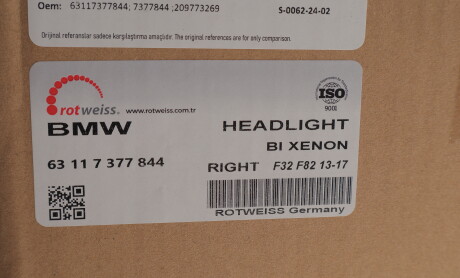 Oem: 63117377844; 7377844 ;209773269
S-0062-24-02
Orijinal referanslar sadece karşılaştırma amaçlıdır. The original references are for only comparison.
rotweiss. www.rotweiss.com.tr
ISO
9001
BMW
HEADLIGHT
BI XENON
63 11 7 377 844
RIGHT F32 F82 13-17
ROTWEISS Germany